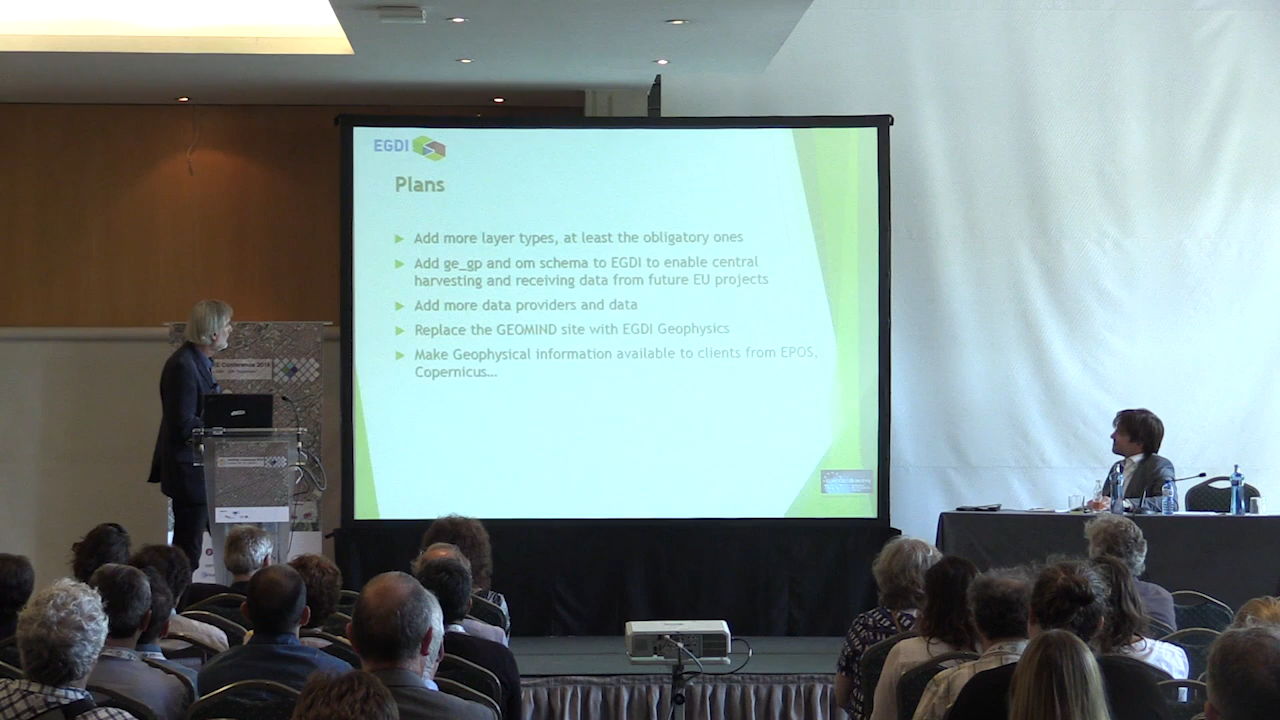 EGDI
Plans
Add more layer types, at least the obligatory ones
Add ge_gp and om schema to EGDI to enable central
harvesting and receiving data from future EU projects
Add more data providers and data
Replace the GEOMIND site with EGDI Geophysics
Make Geophysical information available to clients from EPOS,
Copernicus...
Conference 2016